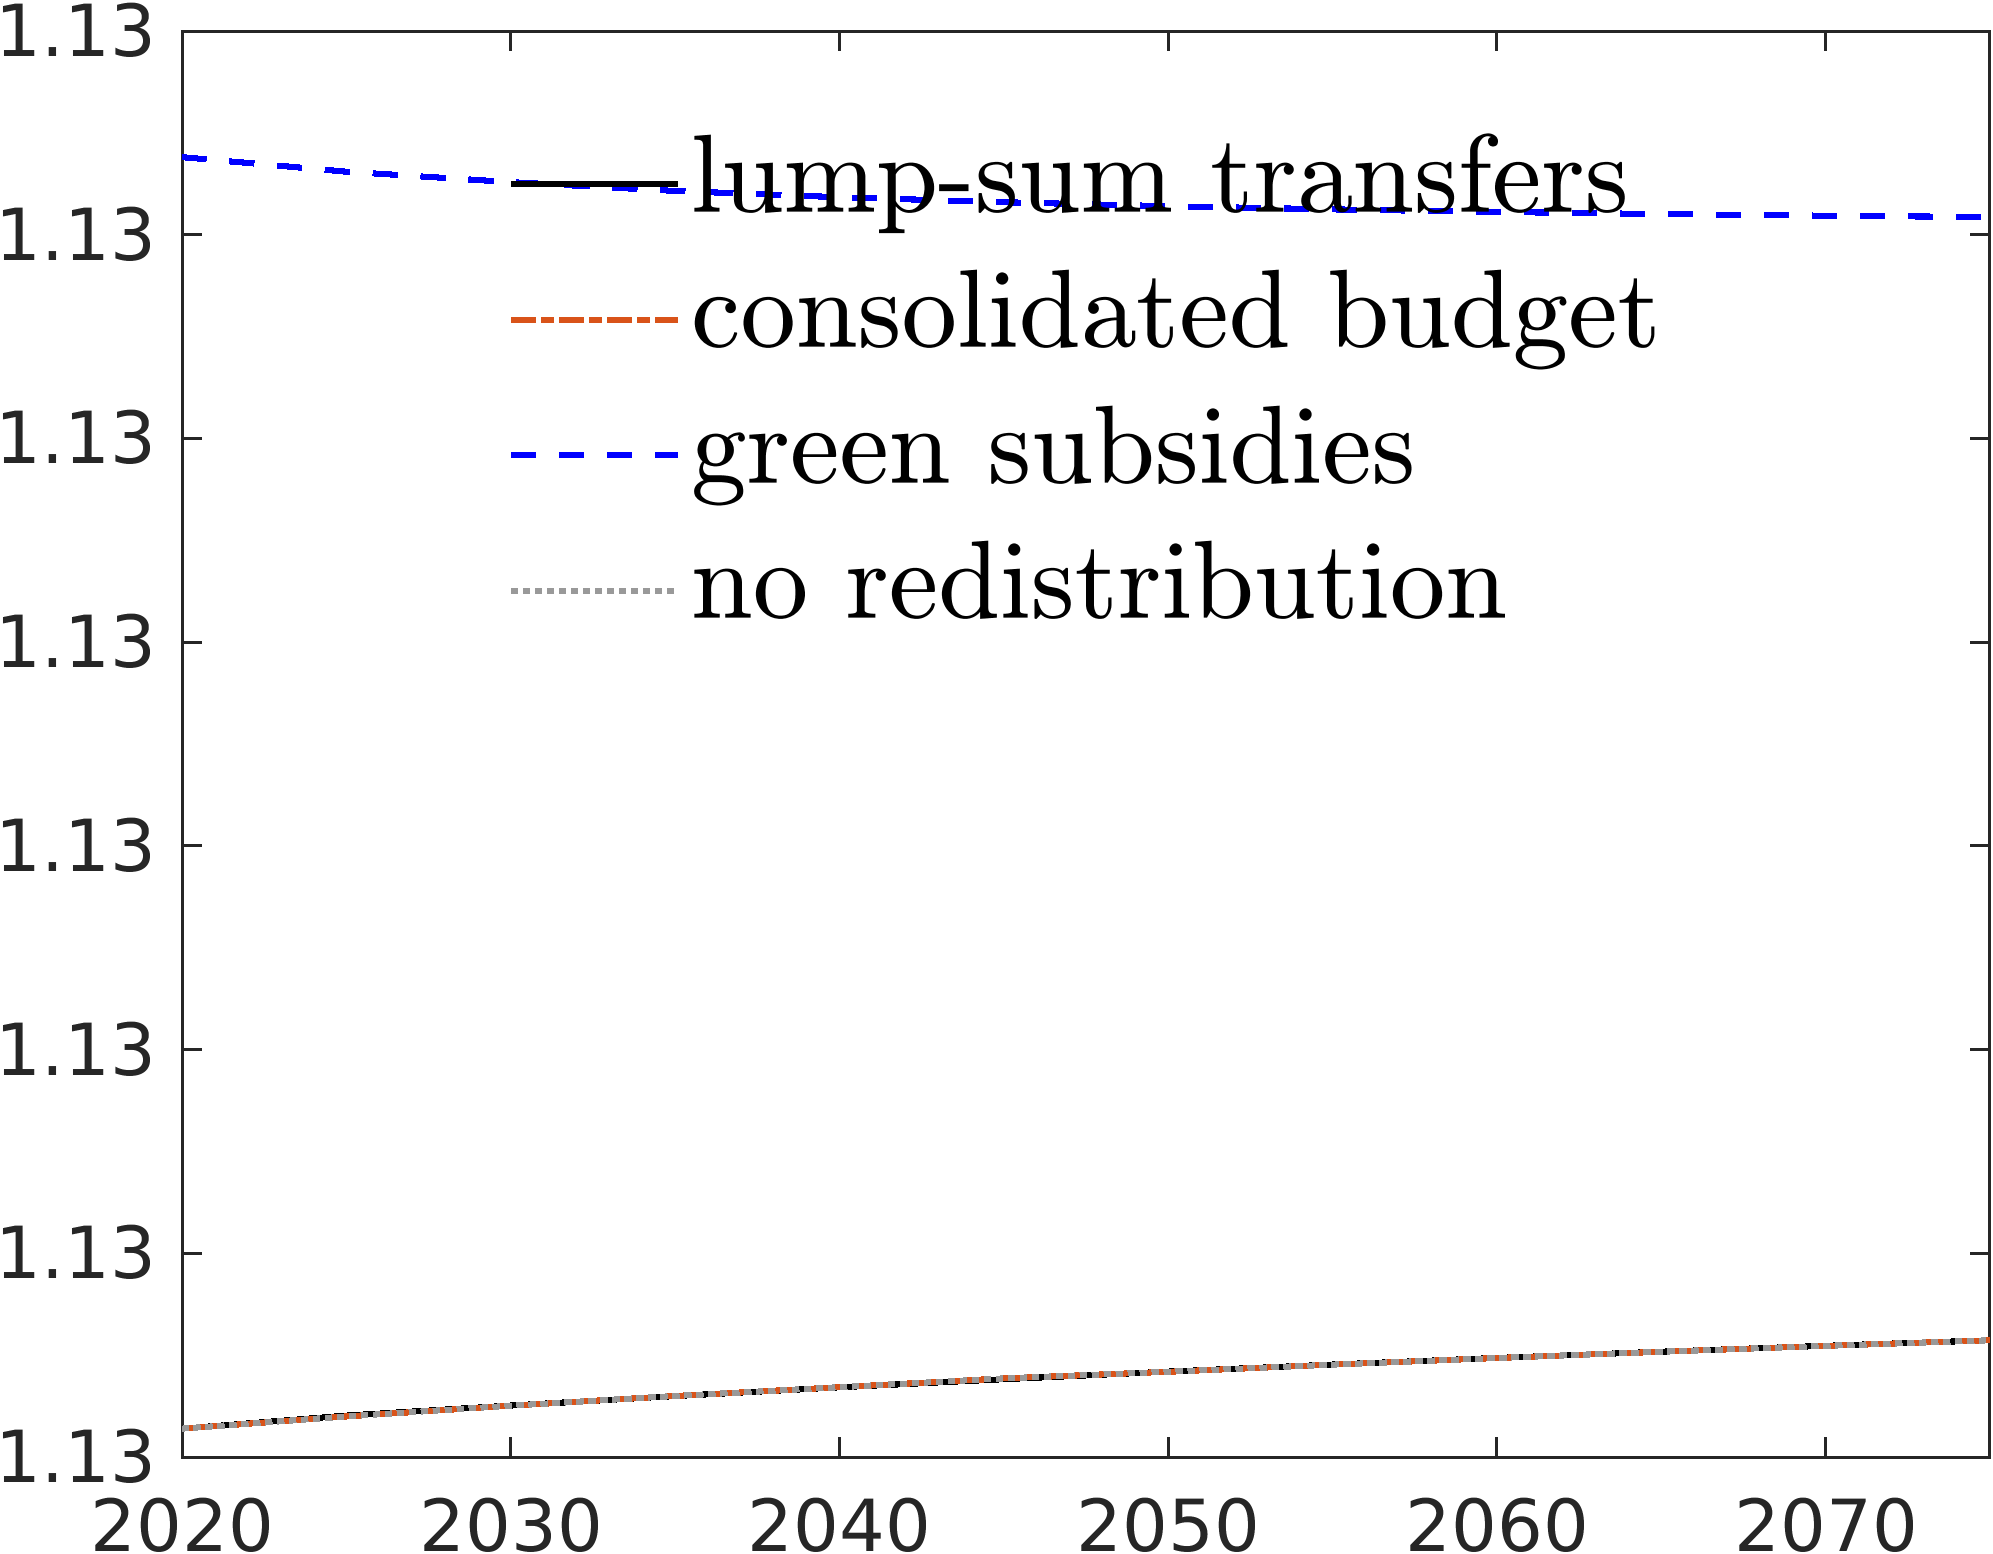 1.13
lump-sum transfers
1.13
consolidated budget
1.13
green subsidies
1.13
no redistribution
1.13
1.13
1.13
1.13
2020 2030 2040 2050 2060 2070